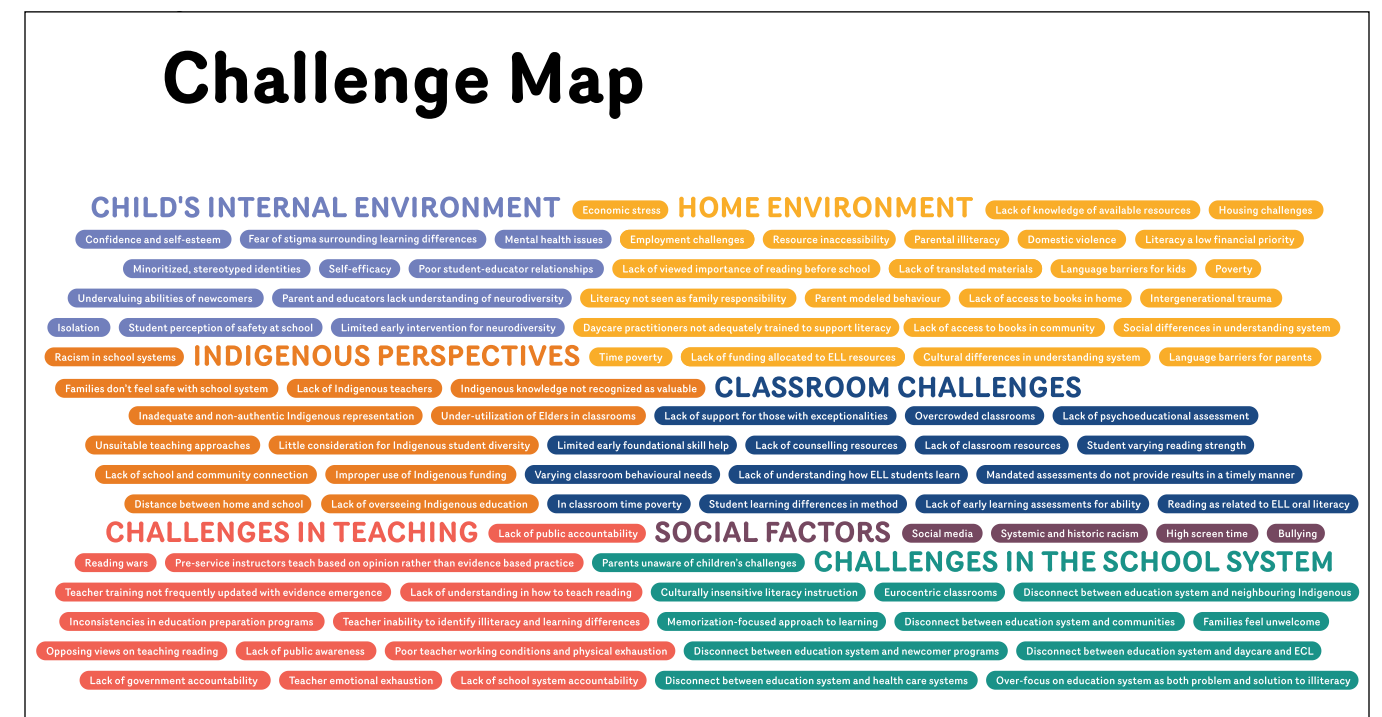 Challenge Map
CHILD'S INTERNAL ENVIRONMENT Economic stress HOME ENVIRONMENT Lack of knowledge of available resources Housing challenges
Confidence and self-esteem Fear of stigma surrounding learning differences Mental health issues Employment challenges Resource inaccessibility Parental illiteracy Domestic violence Literacy a low financial priority
Minoritized, stereotyped identities Self-efficacy Poor student-educator relationships Lack of viewed importance of reading before school Lack of translated materials Language barriers for kids Poverty
Undervaluing abilities of newcomers Parent and educators lack understanding of neurodiversity Literacy not seen as family responsibility Parent modeled behaviour Lack of access to books in home Intergenerational trauma
Isolation Student perception of safety at school Limited early intervention for neurodiversity Daycare practitioners not adequately trained to support literacy Lack of access to books in community Social differences in understanding system
Racism in school systems INDIGENOUS PERSPECTIVES Time poverty Lack of funding allocated to ELL resources Cultural differences in understanding system Language barriers for parents
Families don't feel safe with school system Lack of Indigenous teachers Indigenous knowledge not recognized as valuable CLASSROOM CHALLENGES
Inadequate and non-authentic Indigenous representation Under-utilization of Elders in classrooms Lack of support for those with exceptionalities Overcrowded classrooms Lack of psychoeducational assessment
Unsuitable teaching approaches Little consideration for Indigenous student diversity Limited early foundational skill help Lack of counselling resources Lack of classroom resources Student varying reading strength
Lack of school and community connection Improper use of Indigenous funding Varying classroom behavioural needs Lack of understanding how ELL students learn Mandated assessments do not provide results in a timely manner
Distance between home and school Lack of overseeing Indigenous education In classroom time poverty Student learning differences in method Lack of early learning assessments for ability Reading as related to ELL oral literacy
CHALLENGES IN TEACHING Lack of public accountability SOCIAL FACTORS Social media Systemic and historic racism High screen time Bullying
Reading wars Pre-service instructors teach based on opinion rather than evidence based practice Parents unaware of children's challenges CHALLENGES IN THE SCHOOL SYSTEM
Teacher training not frequently updated with evidence emergence Lack of understanding in how to teach reading Culturally insensitive literacy instruction Eurocentric classrooms Disconnect between education system and neighbouring Indigenous
Inconsistencies in education preparation programs Teacher inability to identify illiteracy and learning differences Memorization-focused approach to learning Disconnect between education system and communities Families feel unwelcome
Opposing views on teaching reading Lack of public awareness Poor teacher working conditions and physical exhaustion Disconnect between education system and newcomer programs Disconnect between education system and daycare and ECL
Lack of government accountability Teacher emotional exhaustion Lack of school system accountability Disconnect between education system and health care systems Over-focus on education system as both problem and solution to illiteracy